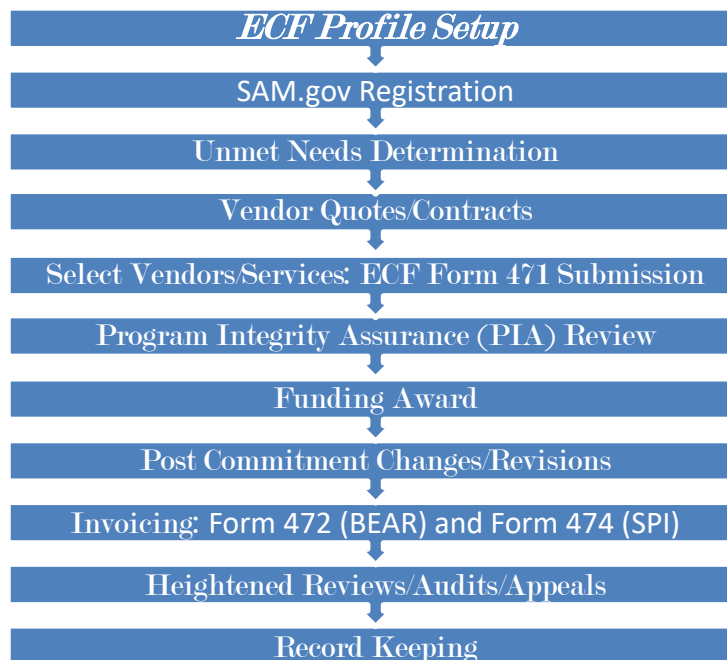 ECF Profile Setup
SAM.gov Registration
Unmet Needs Determination
Vendor Quotes/Contracts
Select Vendors/Services: ECF Form 471 Submission
Program Integrity Assurance (PIA) Review
Funding Award
Post Commitment Changes/Revisions
Invoicing: Form 472 (BEAR) and Form 474 (SPI)
Heightened Reviews/Audits/Appeals
Record Keeping